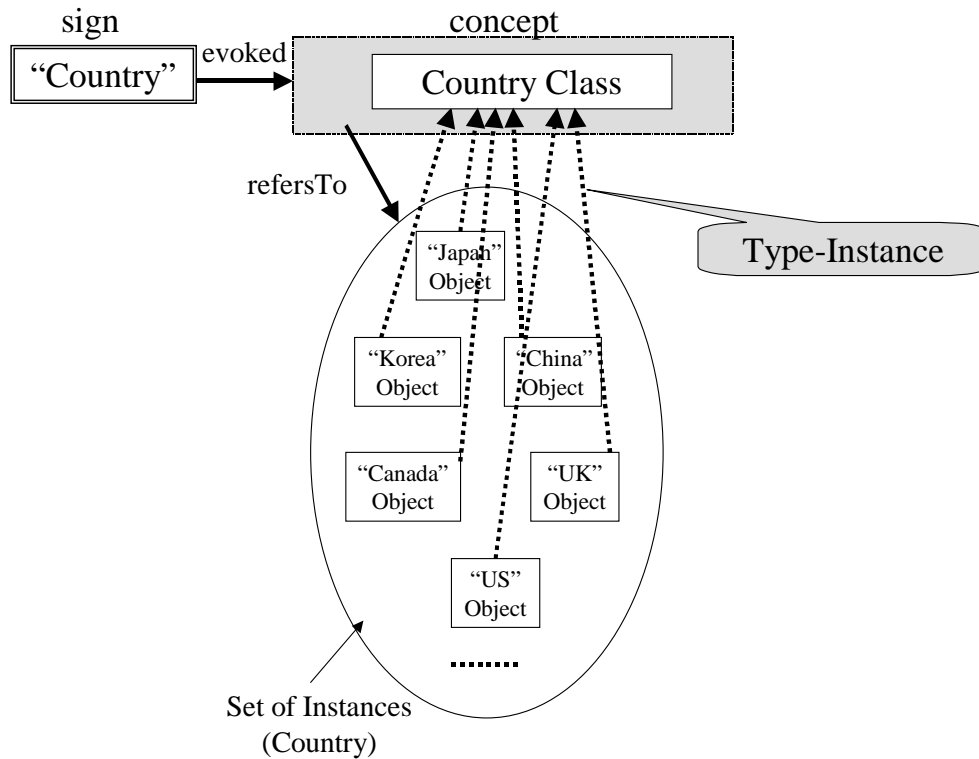 sign
concept
“Country”
evoked
Country Class
refersTo
Type-Instance
“Japan”
Object
“Korea”
Object
“China”
Object
“Canada”
Object
“UK”
Object
“US”
Object
Set of Instances
(Country)